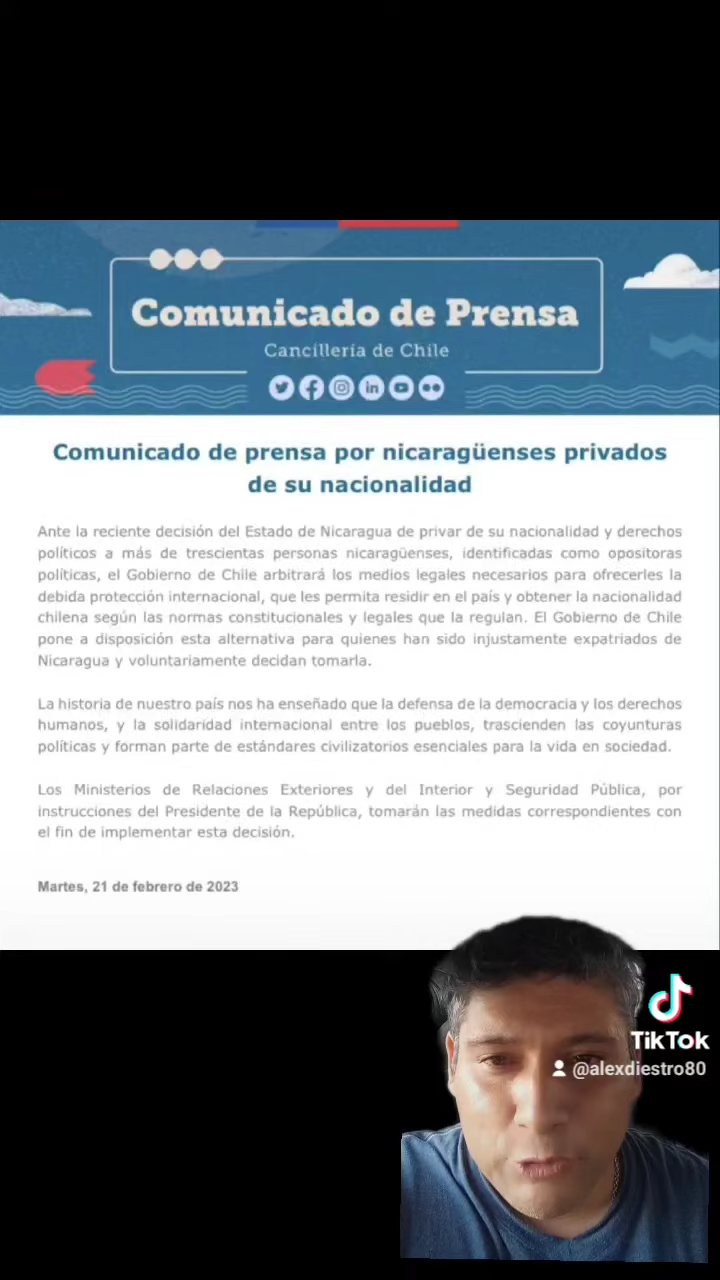 Comunicado de Prensa
Cancillería de Chile
Comunicado de prensa por nicaragüenses privados
de su nacionalidad
Ante la reciente decisión del Estado de Nicaragua de privar de su nacionalidad y derechos
políticos a más de trescientas personas nicaragüenses, identificadas como opositoras
políticas, el Gobierno de Chile arbitrará los medios legales necesarios para ofrecerles la
debida protección internacional, que les permita residir en el país y obtener la nacionalidad
chilena según las normas constitucionales y legales que la regulan. El Gobierno de Chile
pone a disposición esta alternativa para quienes han sido injustamente expatriados de
Nicaragua y voluntariamente decidan tomarla.
La historia de nuestro país nos ha enseñado que la defensa de la democracia y los derechos
humanos, y la solidaridad internacional entre los pueblos, trascienden las coyunturas
políticas y forman parte de estándares civilizatorios esenciales para la vida en sociedad.
Los Ministerios de Relaciones Exteriores y del Interior y Seguridad Pública, por
instrucciones del Presidente de la República, tomarán las medidas correspondientes con
el fin de implementar esta decisión.
Martes, 21 de febrero de 2023
TikTok
@alexdiestro80